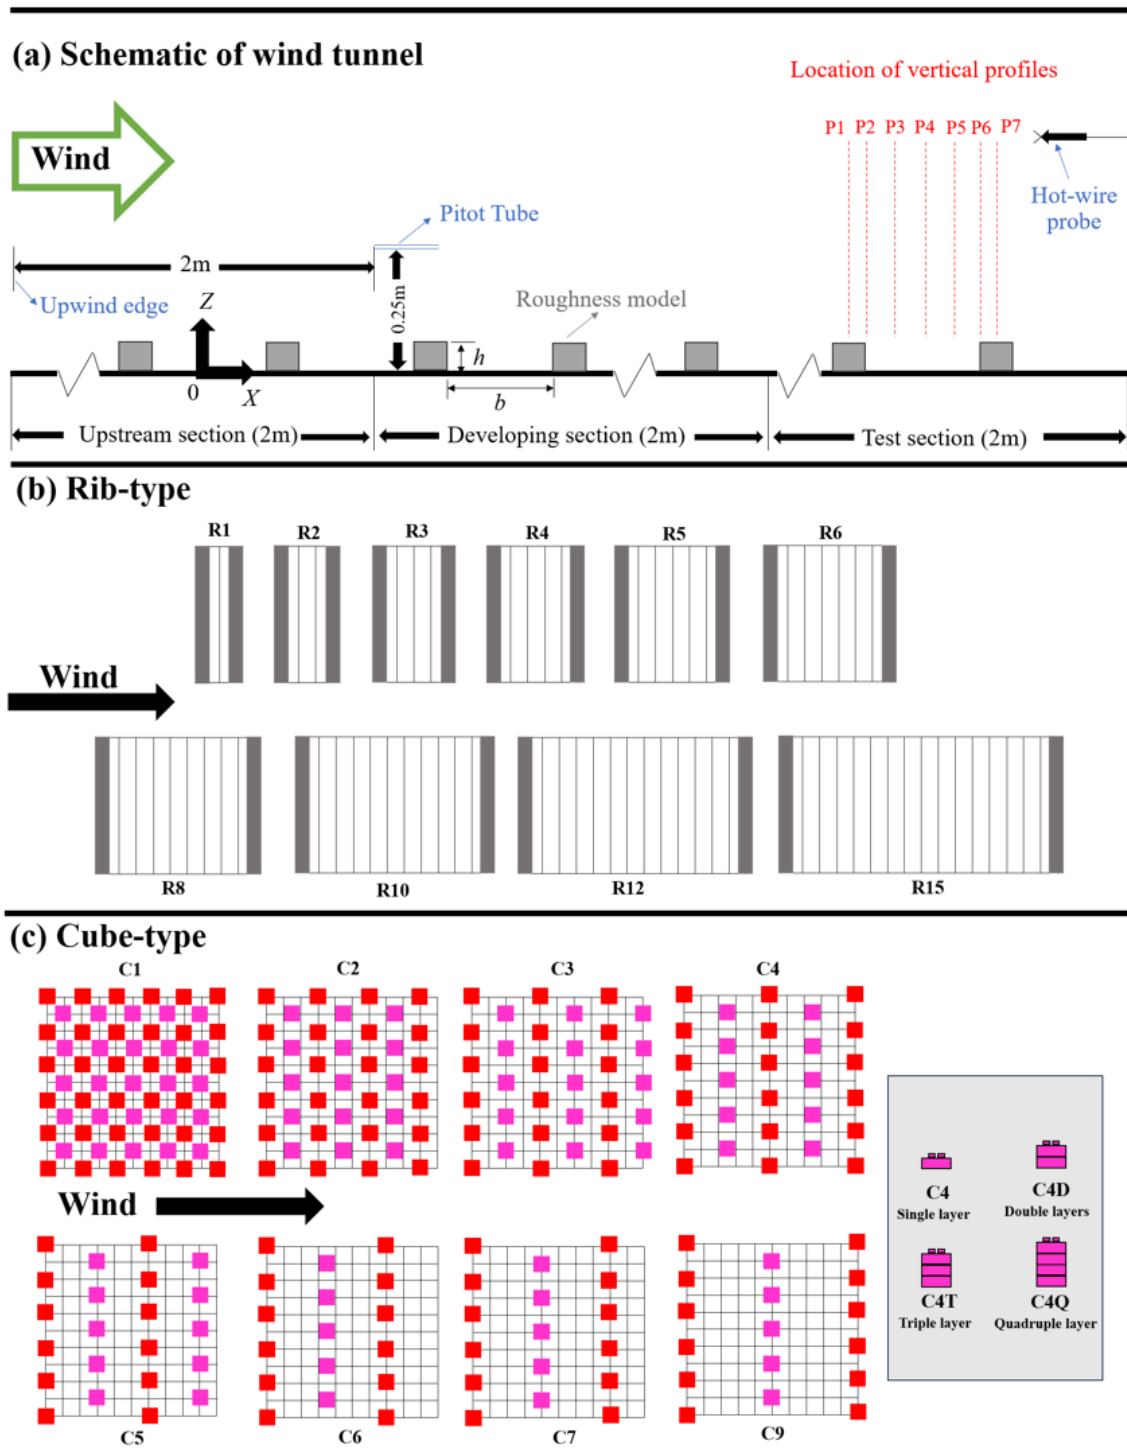 (a) Schematic of wind tunnel
Location of vertical profiles
P1 P2 P3 P4 P5 P6 P7
Wind
Hot-wire
probe
Pitot Tube
2m
Upwind edge
Z
0.25m
Roughness model
h
0
X
b
Upstream section (2m)
Developing section (2m)
Test section (2m)
(b) Rib-type
R1 R2 R3 R4 R5 R6
Wind
R8 R10 R12 R15
(c) Cube-type
C1 C2 C3 C4
Wind
C4 C4D
Single layer Double layers
C4T C4Q
Triple layer Quadruple layer
C5 C6 C7 C9